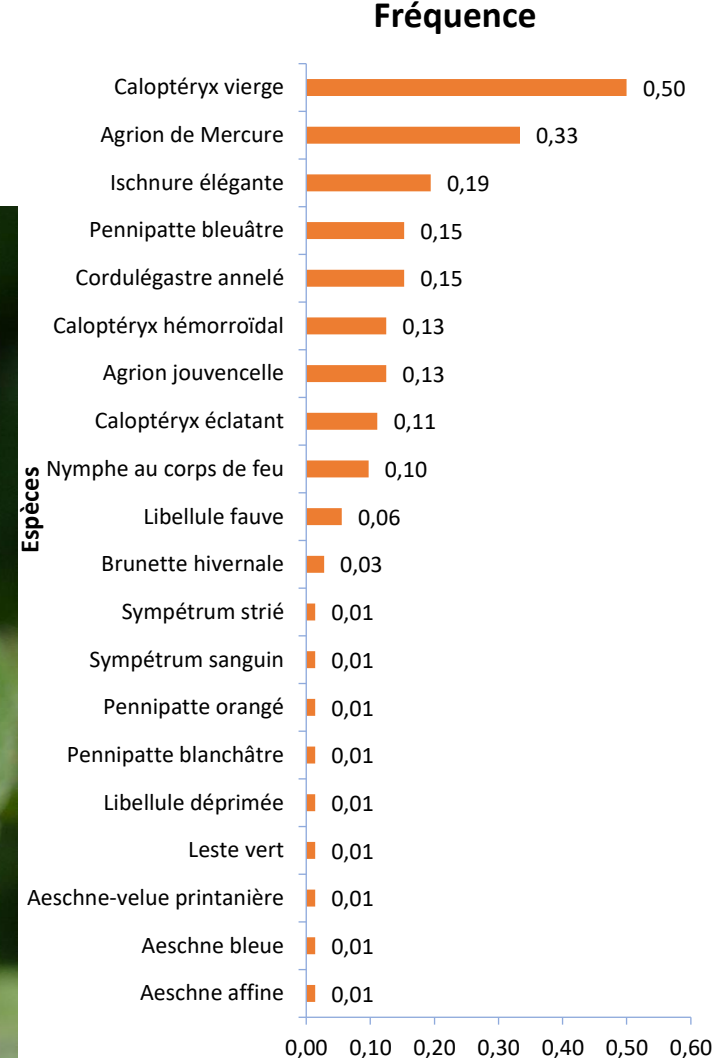 Fréquence
Caloptéryx vierge 0,50
Agrion de Mercure 0,33
Ischnure élégante 0,19
Pennipatte bleuâtre 0,15
Cordulégastre annelé 0,15
Caloptéryx hémorroïdal 0,13
Agrion jouvencelle 0,13
Caloptéryx éclatant 0,11
Nymphe au corps de feu 0,10
Libellule fauve 0,06
Brunette hivernale 0,03
Sympétrum strié 0,01
Sympétrum sanguin 0,01
Pennipatte orangé 0,01
Pennipatte blanchâtre 0,01
Libellule déprimée 0,01
Leste vert 0,01
Aeschne-velue printanière 0,01
Aeschne bleue 0,01
Aeschne affine 0,01
Espèces
0,00 0,10 0,20 0,30 0,40 0,50 0,60